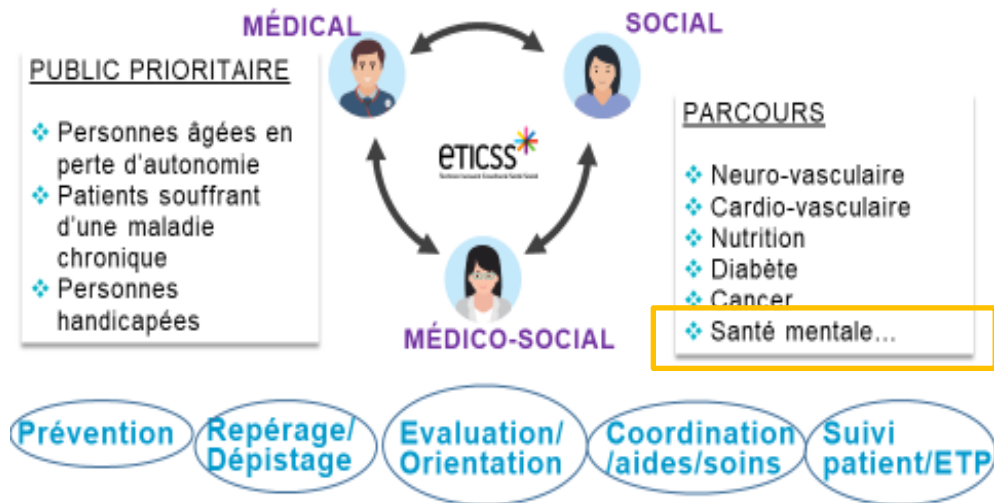 MÉDICAL
SOCIAL
PUBLIC PRIORITAIRE
Personnes âgées en
perte d'autonomie
Patients souffrant
d'une maladie
chronique
Personnes
handicapées
eTICSS
PARCOURS
Neuro-vasculaire
Cardio-vasculaire
Nutrition
Diabète
Cancer
Santé mentale...
MÉDICO-SOCIAL
Prévention
Repérage/
Dépistage
Evaluation/
Orientation
Coordination
/aides/soins
Suivi
patient/ETP